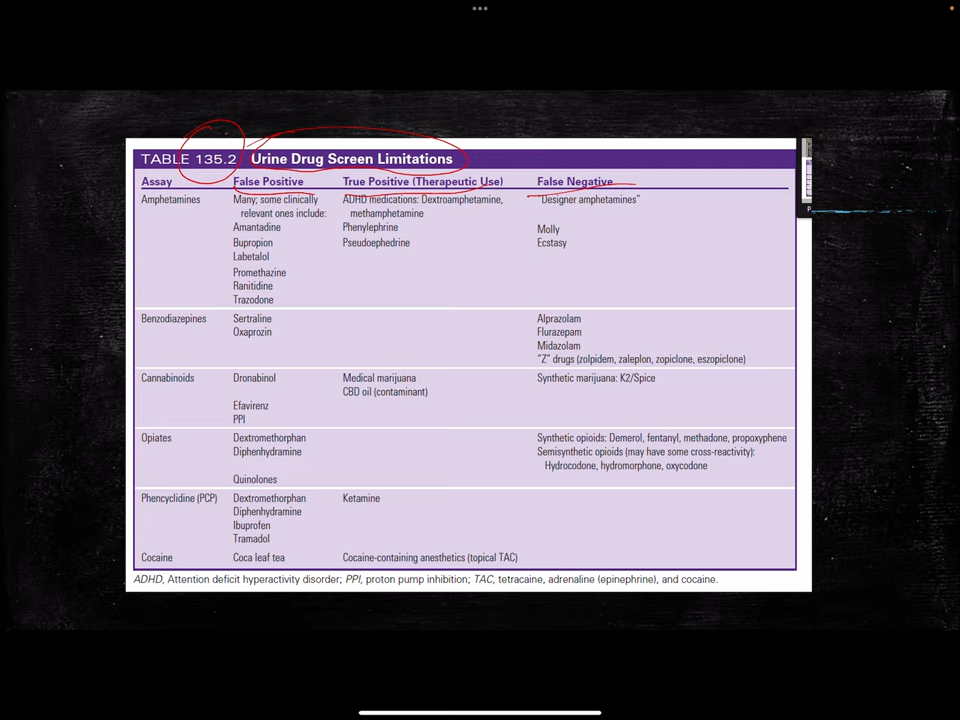 TABLE 135.2 Urine Drug Screen Limitations
Assay False Positive True Positive (Therapeutic Use) False Negative
Amphetamines Many; some clinically ADHD medications: Dextroamphetamine, "Designer amphetamines"
relevant ones include: methamphetamine
Amantadine Phenylephrine Molly
Bupropion Pseudoephedrine Ecstasy
Labetalol
Promethazine
Ranitidine
Trazodone
Benzodiazepines Sertraline Alprazolam
Oxaprozin Flurazepam
Midazolam
"Z" drugs (zolpidem, zaleplon, zopiclone, eszopiclone)
Cannabinoids Dronabinol Medical marijuana Synthetic marijuana: K2/Spice
CBD oil (contaminant)
Efavirenz
PPI
Opiates Dextromethorphan Synthetic opioids: Demerol, fentanyl, methadone, propoxyphene
Diphenhydramine Semisynthetic opioids (may have some cross-reactivity):
Hydrocodone, hydromorphone, oxycodone
Quinolones
Phencyclidine (PCP) Dextromethorphan Ketamine
Diphenhydramine
Ibuprofen
Tramadol
Cocaine Coca leaf tea Cocaine-containing anesthetics (topical TAC)
ADHD, Attention deficit hyperactivity disorder; PPI, proton pump inhibition; TAC, tetracaine, adrenaline (epinephrine), and cocaine.